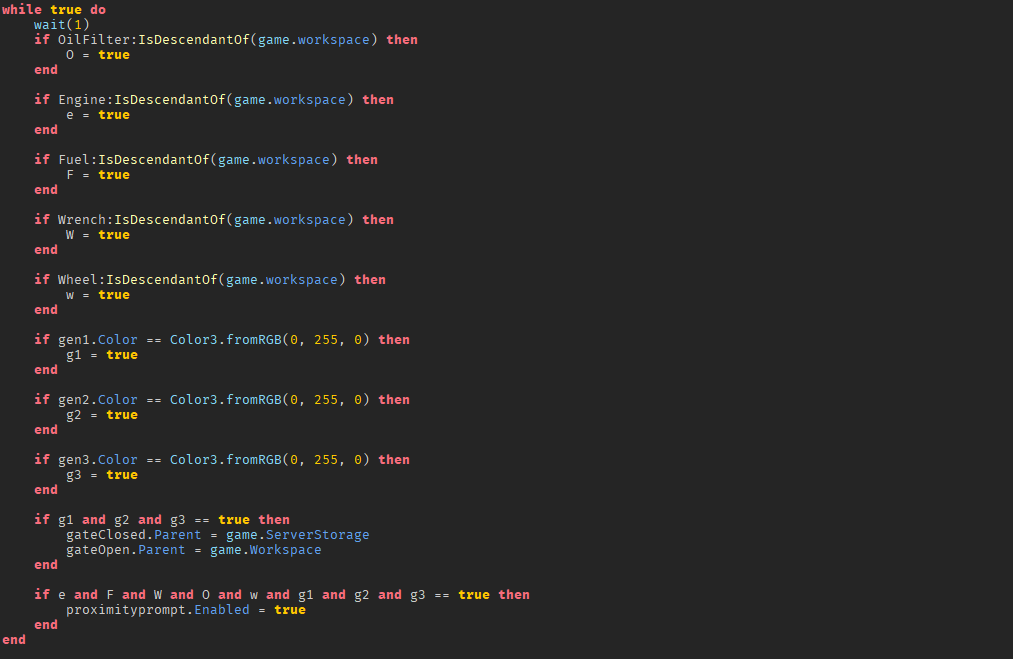 while true do
    wait(1)
    if OilFilter:IsDescendantOf(game.workspace) then
        O = true
    end

    if Engine:IsDescendantOf(game.workspace) then
        e = true
    end

    if Fuel:IsDescendantOf(game.workspace) then
        F = true
    end

    if Wrench:IsDescendantOf(game.workspace) then
        W = true
    end

    if Wheel:IsDescendantOf(game.workspace) then
        w = true
    end

    if gen1.Color == Color3.fromRGB(0, 255, 0) then
        g1 = true
    end

    if gen2.Color == Color3.fromRGB(0, 255, 0) then
        g2 = true
    end

    if gen3.Color == Color3.fromRGB(0, 255, 0) then
        g3 = true
    end

    if g1 and g2 and g3 == true then
        gateClosed.Parent = game.ServerStorage
        gateOpen.Parent = game.Workspace
    end

    if e and F and W and O and w and g1 and g2 and g3 == true then
        proximityprompt.Enabled = true
    end
end